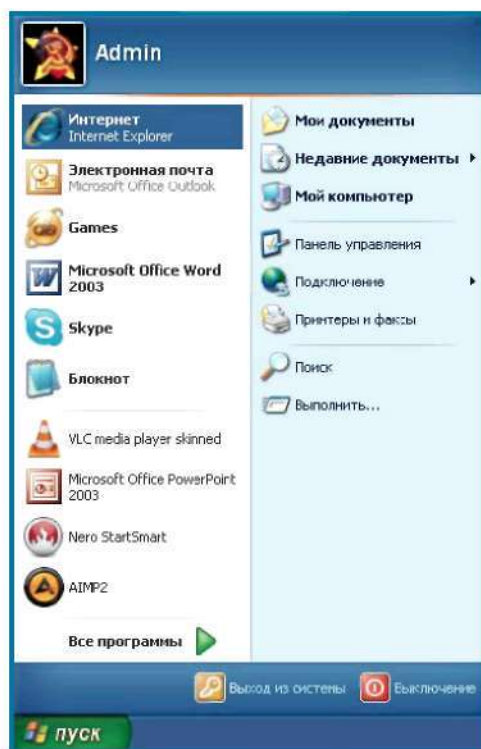 Admin
Интернет
Internet Explorer
Электронная почта
Microsoft Office Outlook
Games
Microsoft Office Word
2003
Skype
Блокнот
VLC media player skinned
Microsoft Office PowerPoint
2003
Nero StartSmart
AIMP2
Все программы
Мои документы
Недавние документы
Мой компьютер
Панель управления
Подключение
Принтеры и факсы
Поиск
Выполнить...
Выход из системы
Выключение
пуск